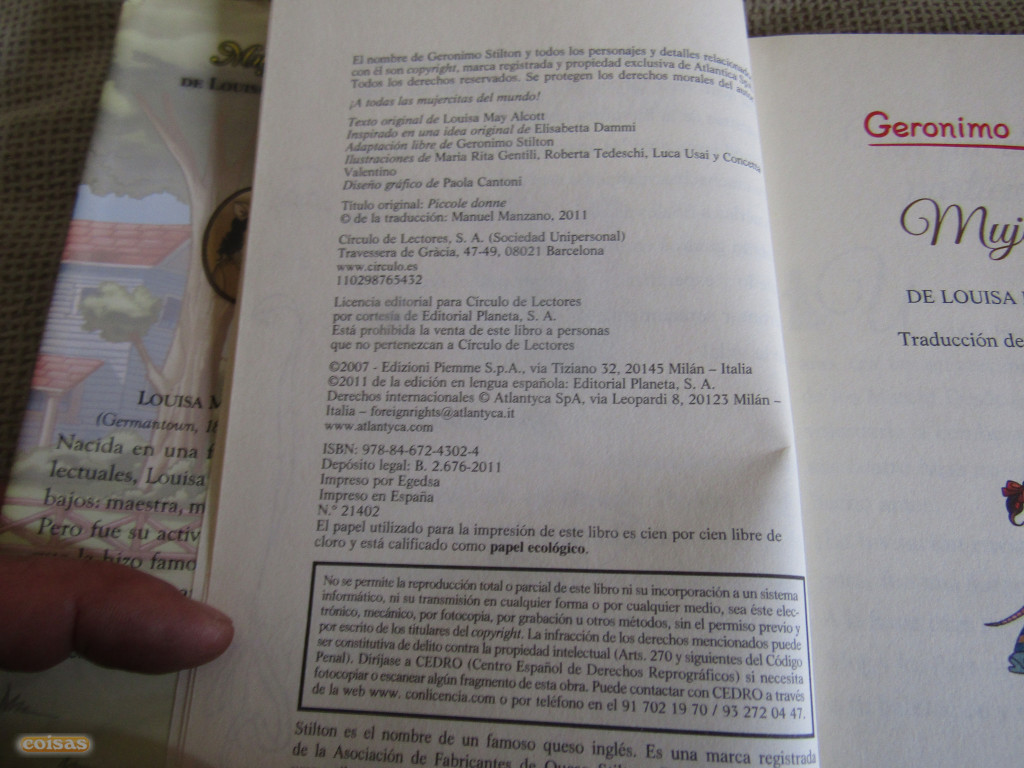 El nombre de Geronimo Stilton y todos los personajes y detalles
con él son copyright, marca registrada y propiedad exclusiva de Atlantica
Todos los derechos reservados. Se protegen los derechos morales del autor
¡A todas las mujercitas del mundo!
Texto original de Louisa May Alcott
Inspirado en una idea original de Elisabetta Dammi
Adaptación libre de Geronimo Stilton
Ilustraciones de Maria Rita Gentili, Roberta Tedeschi, Luca Usai y Concetta
Valentino
Diseño gráfico de Paola Cantoni
Título original: Piccole donne
© de la traducción: Manuel Manzano, 2011
Círculo de Lectores, S. A. (Sociedad Unipersonal)
Travessera de Gràcia, 47-49, 08021 Barcelona
www.circulo.es
110298765432
Licencia editorial para Círculo de Lectores
por cortesía de Editorial Planeta, S. A.
Está prohibida la venta de este libro a personas
que no pertenezcan a Círculo de Lectores
©2007 - Edizioni Piemme S.p.A., via Tiziano 32, 20145 Milán – Italia
©2011 de la edición en lengua española: Editorial Planeta, S. A.
Derechos internacionales © Atlantyca SpA, via Leopardi 8, 20123 Milán –
Italia – foreignrights@atlantyca.it
www.atlantyca.com
ISBN: 978-84-672-4302-4
Depósito legal: B. 2.676-2011
Impreso por Egedsa
Impreso en España
N.º 21402
El papel utilizado para la impresión de este libro es cien por cien libre de
cloro y está calificado como papel ecológico.
No se permite la reproducción total o parcial de este libro ni su incorporación a un sistema
informático, ni su transmisión en cualquier forma o por cualquier medio, sea éste elec-
trónico, mecánico, por fotocopia, por grabación u otros métodos, sin el permiso previo y
por escrito de los titulares del copyright. La infracción de los derechos mencionados puede
ser constitutiva de delito contra la propiedad intelectual (Arts. 270 y siguientes del Código
Penal). Diríjase a CEDRO (Centro Español de Derechos Reprográficos) si necesita
fotocopiar o escanear algún fragmento de esta obra. Puede contactar con CEDRO a través
de la web www. conlicencia.com o por teléfono en el 91 702 19 70 / 93 272 04 47.
Stilton es el nombre de un famoso queso inglés. Es una marca registrada
de la Asociación de Fabricantes de Queso
DE LOUISA
LOUISA M
(Germantown,
Nacida en una
lectuales, Louisa
bajos: maestra, m
Pero fue su activ
la hizo famo
Geronimo
Muj
DE LOUISA
Traducción de
coisas